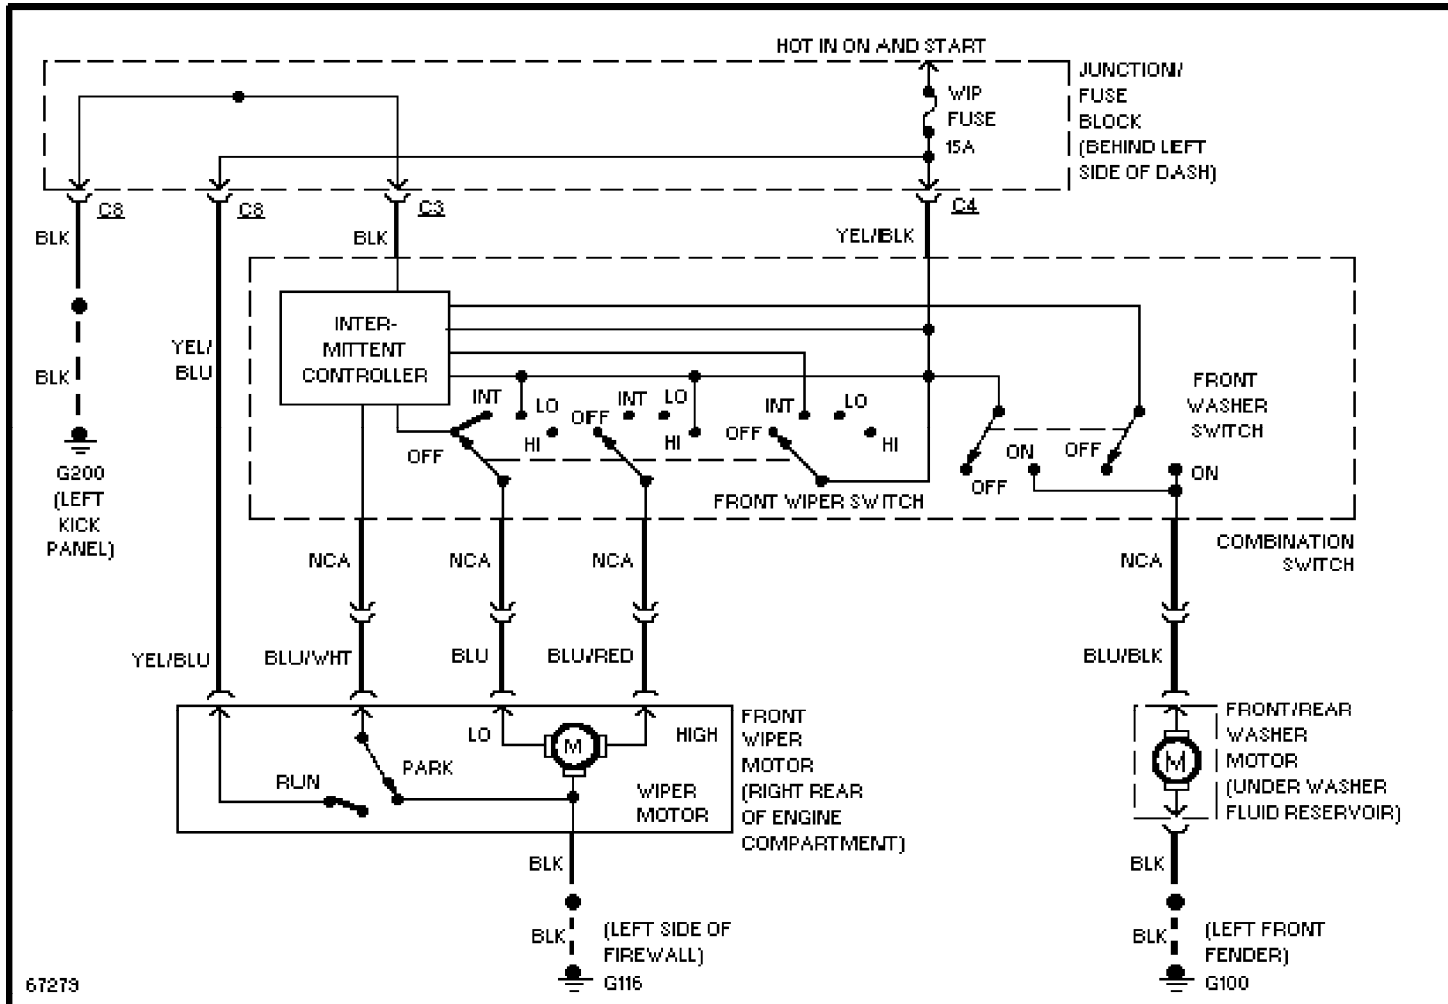 HOT IN ON AND START
JUNCTION/
FUSE
BLOCK
(BEHIND LEFT
SIDE OF DASH)
WIP
FUSE
15A
C8
C8
C3
C4
BLK
BLK
YEL/BLK
INTER-
MITTENT
CONTROLLER
YEL/
BLU
BLK
G200
(LEFT
KICK
PANEL)
INT
LO
HI
OFF
INT
LO
OFF
HI
INT
LO
OFF
HI
FRONT
WASHER
SWITCH
OFF
ON
OFF
ON
FRONT WIPER SWITCH
COMBINATION
SWITCH
NCA
NCA
NCA
NCA
YEL/BLU
BLU/WHT
BLU
BLU/RED
BLU/BLK
LO
M
HIGH
RUN
PARK
WIPER
MOTOR
FRONT
WIPER
MOTOR
(RIGHT REAR
OF ENGINE
COMPARTMENT)
M
FRONT/REAR
WASHER
MOTOR
(UNDER WASHER
FLUID RESERVOIR)
BLK
BLK
BLK
(LEFT SIDE OF
FIREWALL)
G116
BLK
(LEFT FRONT
FENDER)
G100
67279